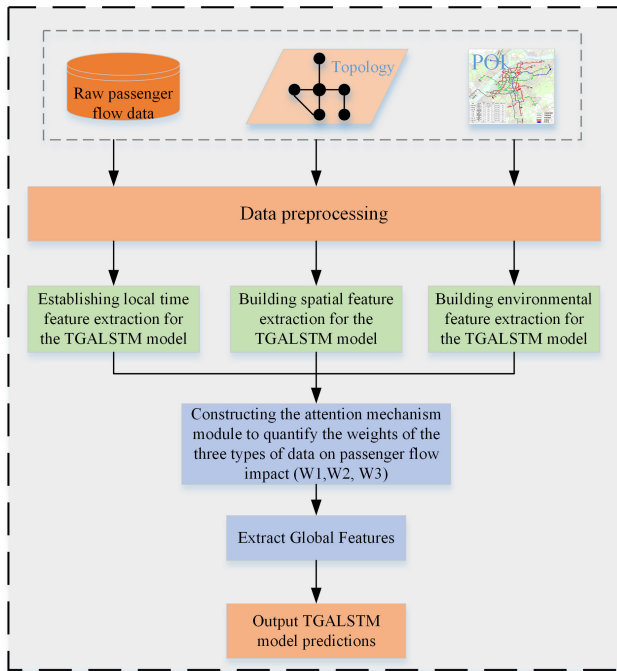 Raw passenger
flow data
Topology
POI
Data preprocessing
Establishing local time
feature extraction for
the TGALSTM model
Building spatial feature
extraction for the
TGALSTM model
Building environmental
feature extraction for
the TGALSTM model
Constructing the attention mechanism
module to quantify the weights of the
three types of data on passenger flow
impact (W1,W2, W3)
Extract Global Features
Output TGALSTM
model predictions